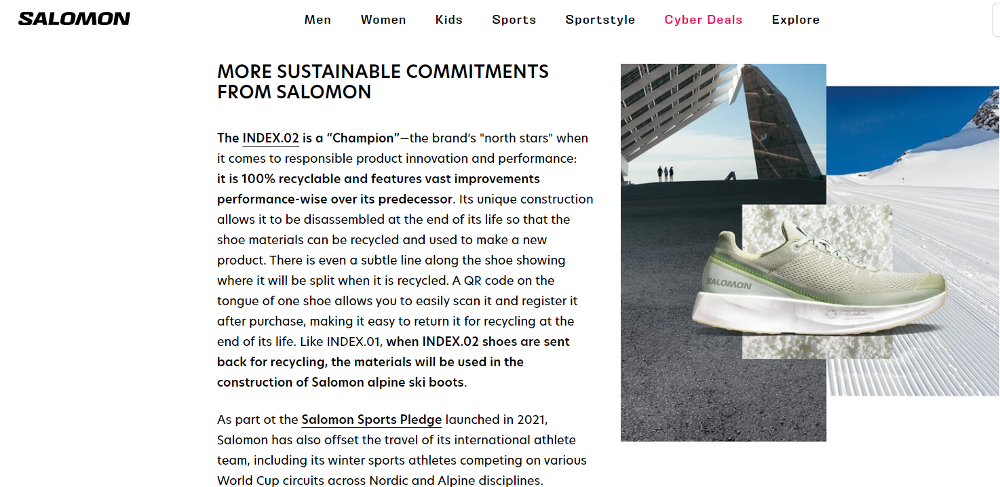 SALOMON
Men Women Kids Sports Sportstyle Cyber Deals Explore
MORE SUSTAINABLE COMMITMENTS
FROM SALOMON
The INDEX.02 is a “Champion”—the brand’s "north stars" when
it comes to responsible product innovation and performance:
it is 100% recyclable and features vast improvements
performance-wise over its predecessor. Its unique construction
allows it to be disassembled at the end of its life so that the
shoe materials can be recycled and used to make a new
product. There is even a subtle line along the shoe showing
where it will be split when it is recycled. A QR code on the
tongue of one shoe allows you to easily scan it and register it
after purchase, making it easy to return it for recycling at the
end of its life. Like INDEX.01, when INDEX.02 shoes are sent
back for recycling, the materials will be used in the
construction of Salomon alpine ski boots.
As part ot the Salomon Sports Pledge launched in 2021,
Salomon has also offset the travel of its international athlete
team, including its winter sports athletes competing on various
World Cup circuits across Nordic and Alpine disciplines.
SALOMON